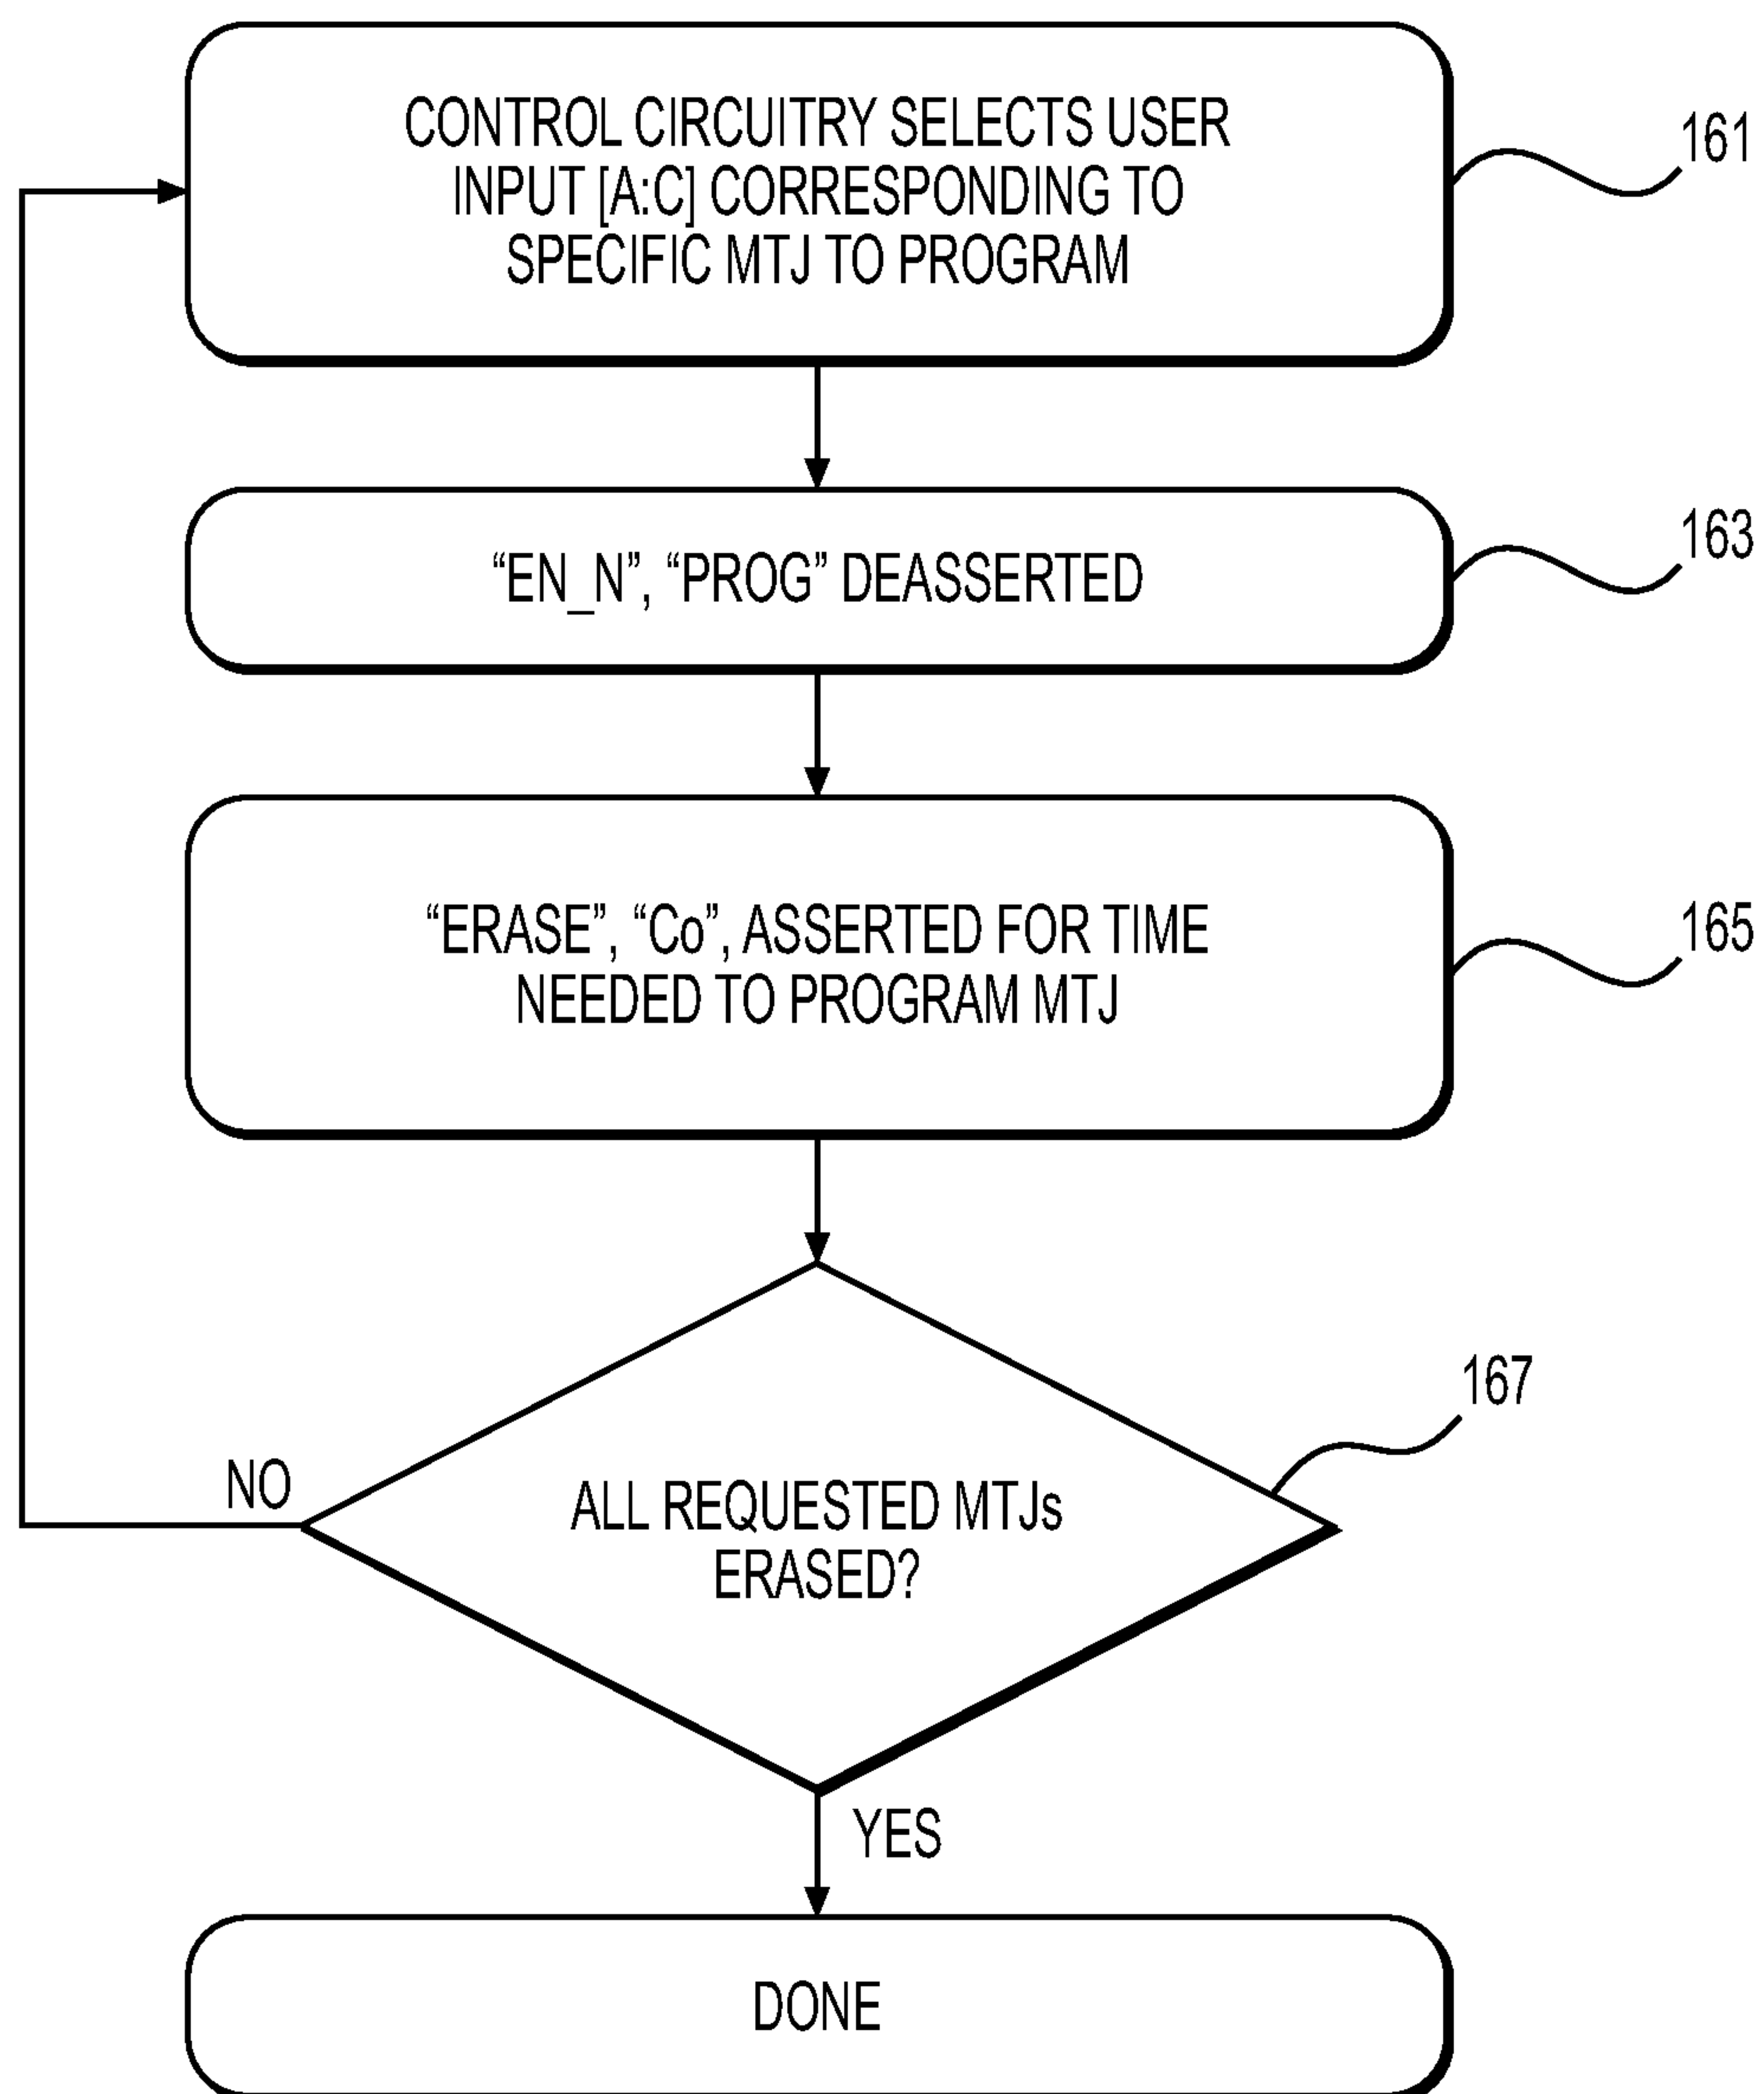 CONTROL CIRCUITRY SELECTS USER
INPUT [A:C] CORRESPONDING TO
SPECIFIC MTJ TO PROGRAM
161
“EN_N”, “PROG” DEASSERTED
163
“ERASE”, “Co”, ASSERTED FOR TIME
NEEDED TO PROGRAM MTJ
165
167
NO
ALL REQUESTED MTJs
ERASED?
YES
DONE